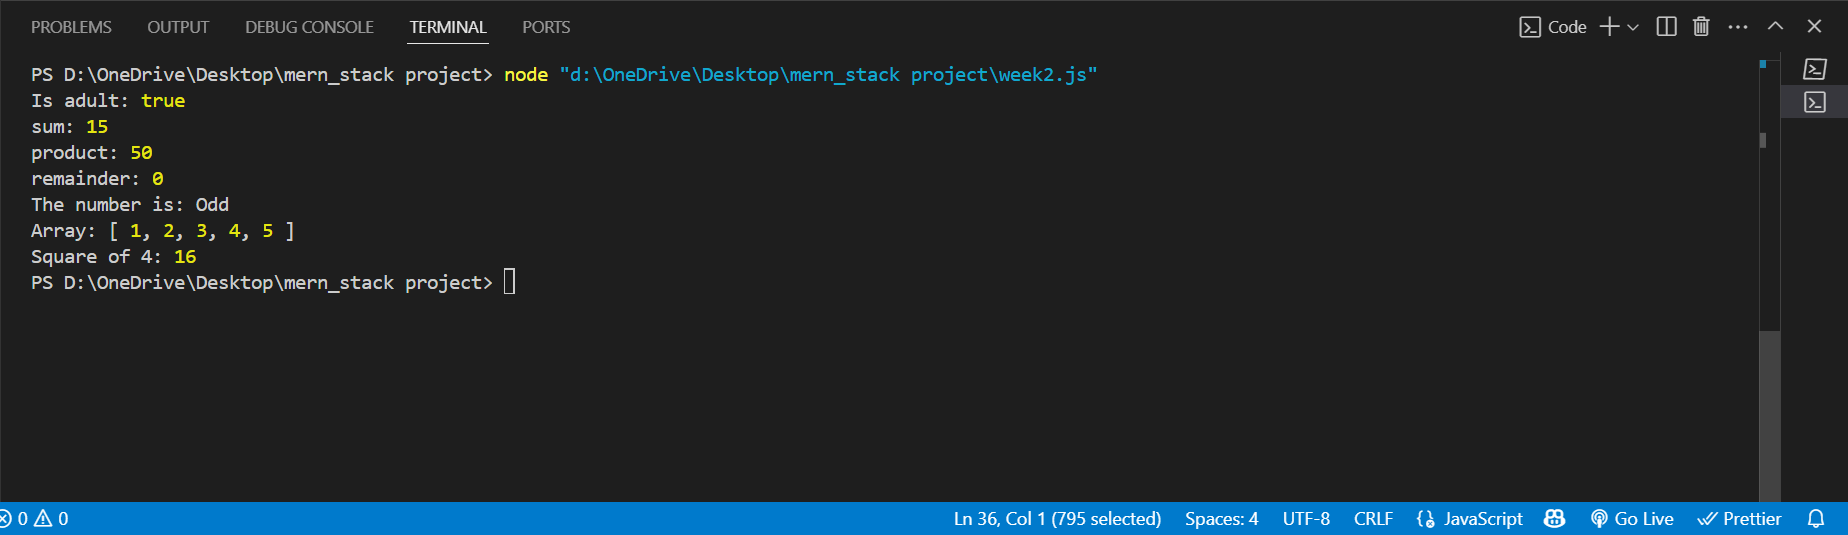 PROBLEMS OUTPUT DEBUG CONSOLE TERMINAL PORTS Code
PS D:\OneDrive\Desktop\mern_stack project> node "d:\OneDrive\Desktop\mern_stack project\week2.js"
Is adult: true
sum: 15
product: 50
remainder: 0
The number is: Odd
Array: [ 1, 2, 3, 4, 5 ]
Square of 4: 16
PS D:\OneDrive\Desktop\mern_stack project>
0 0 Ln 36, Col 1 (795 selected) Spaces: 4 UTF-8 CRLF JavaScript Go Live Prettier